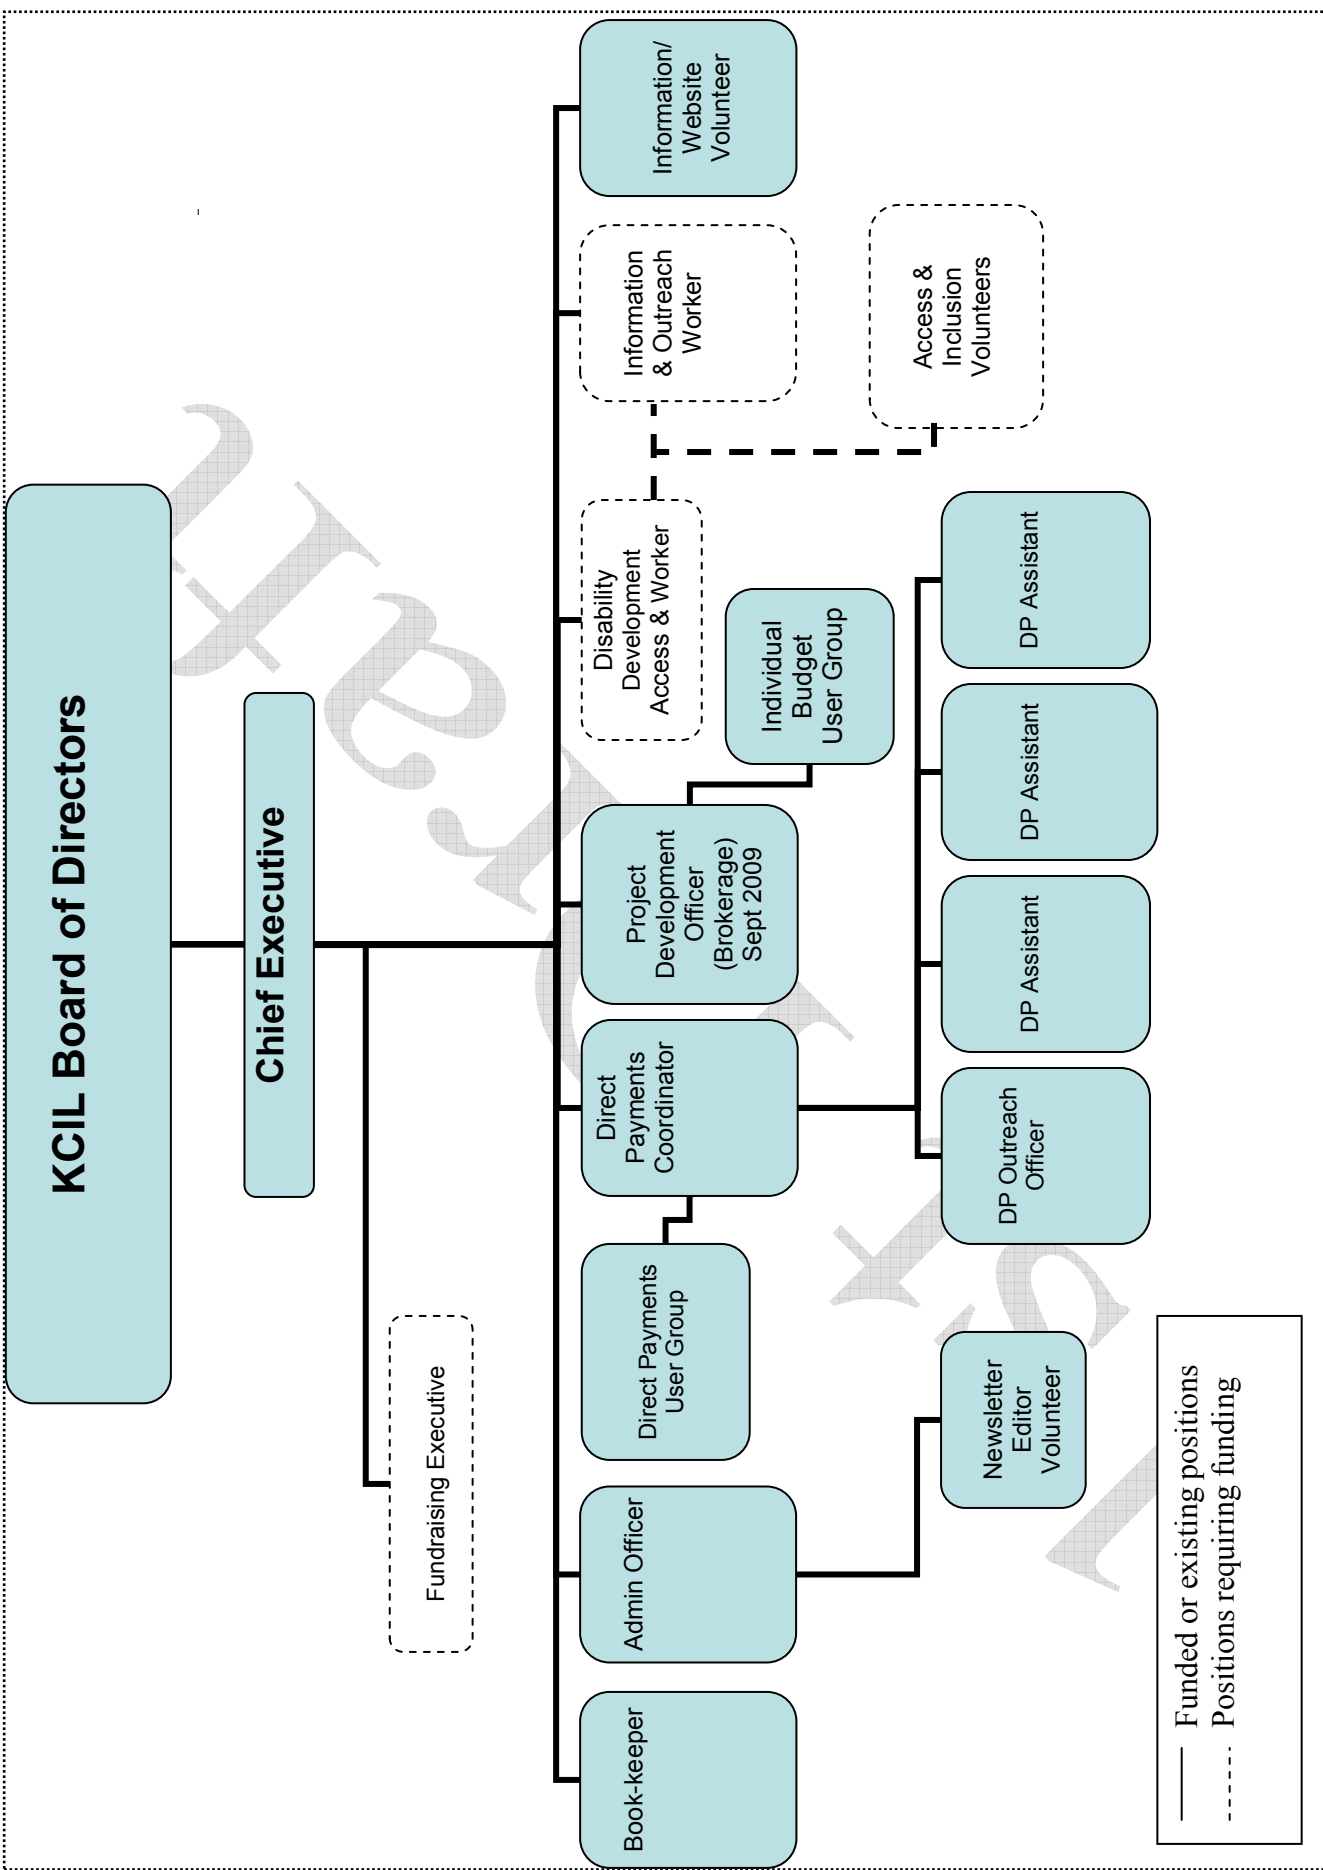 KCIL Board of Directors
Chief Executive
Fundraising Executive
Book-keeper
Admin Officer
Direct Payments
User Group
Direct
Payments
Coordinator
Project
Development
Officer
(Brokerage)
Sept 2009
Disability
Development
Access & Worker
Information
& Outreach
Worker
Information/
Website
Volunteer
Individual
Budget
User Group
Access &
Inclusion
Volunteers
Newsletter
Editor
Volunteer
DP Outreach
Officer
DP Assistant
DP Assistant
DP Assistant
Funded or existing positions
Positions requiring funding
1st Draft